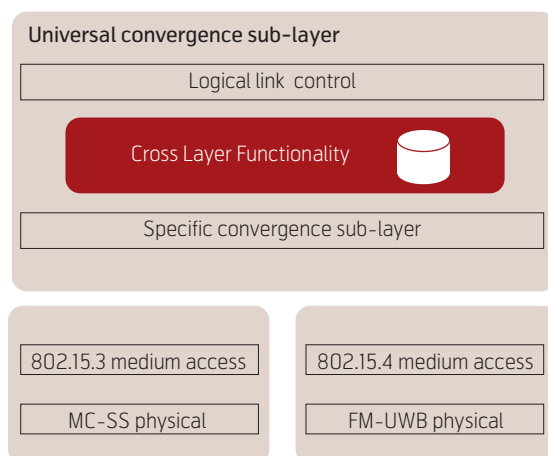 Universal convergence sub-layer
Logical link control
Cross Layer Functionality
Specific convergence sub-layer
802.15.3 medium access
802.15.4 medium access
MC-SS physical
FM-UWB physical